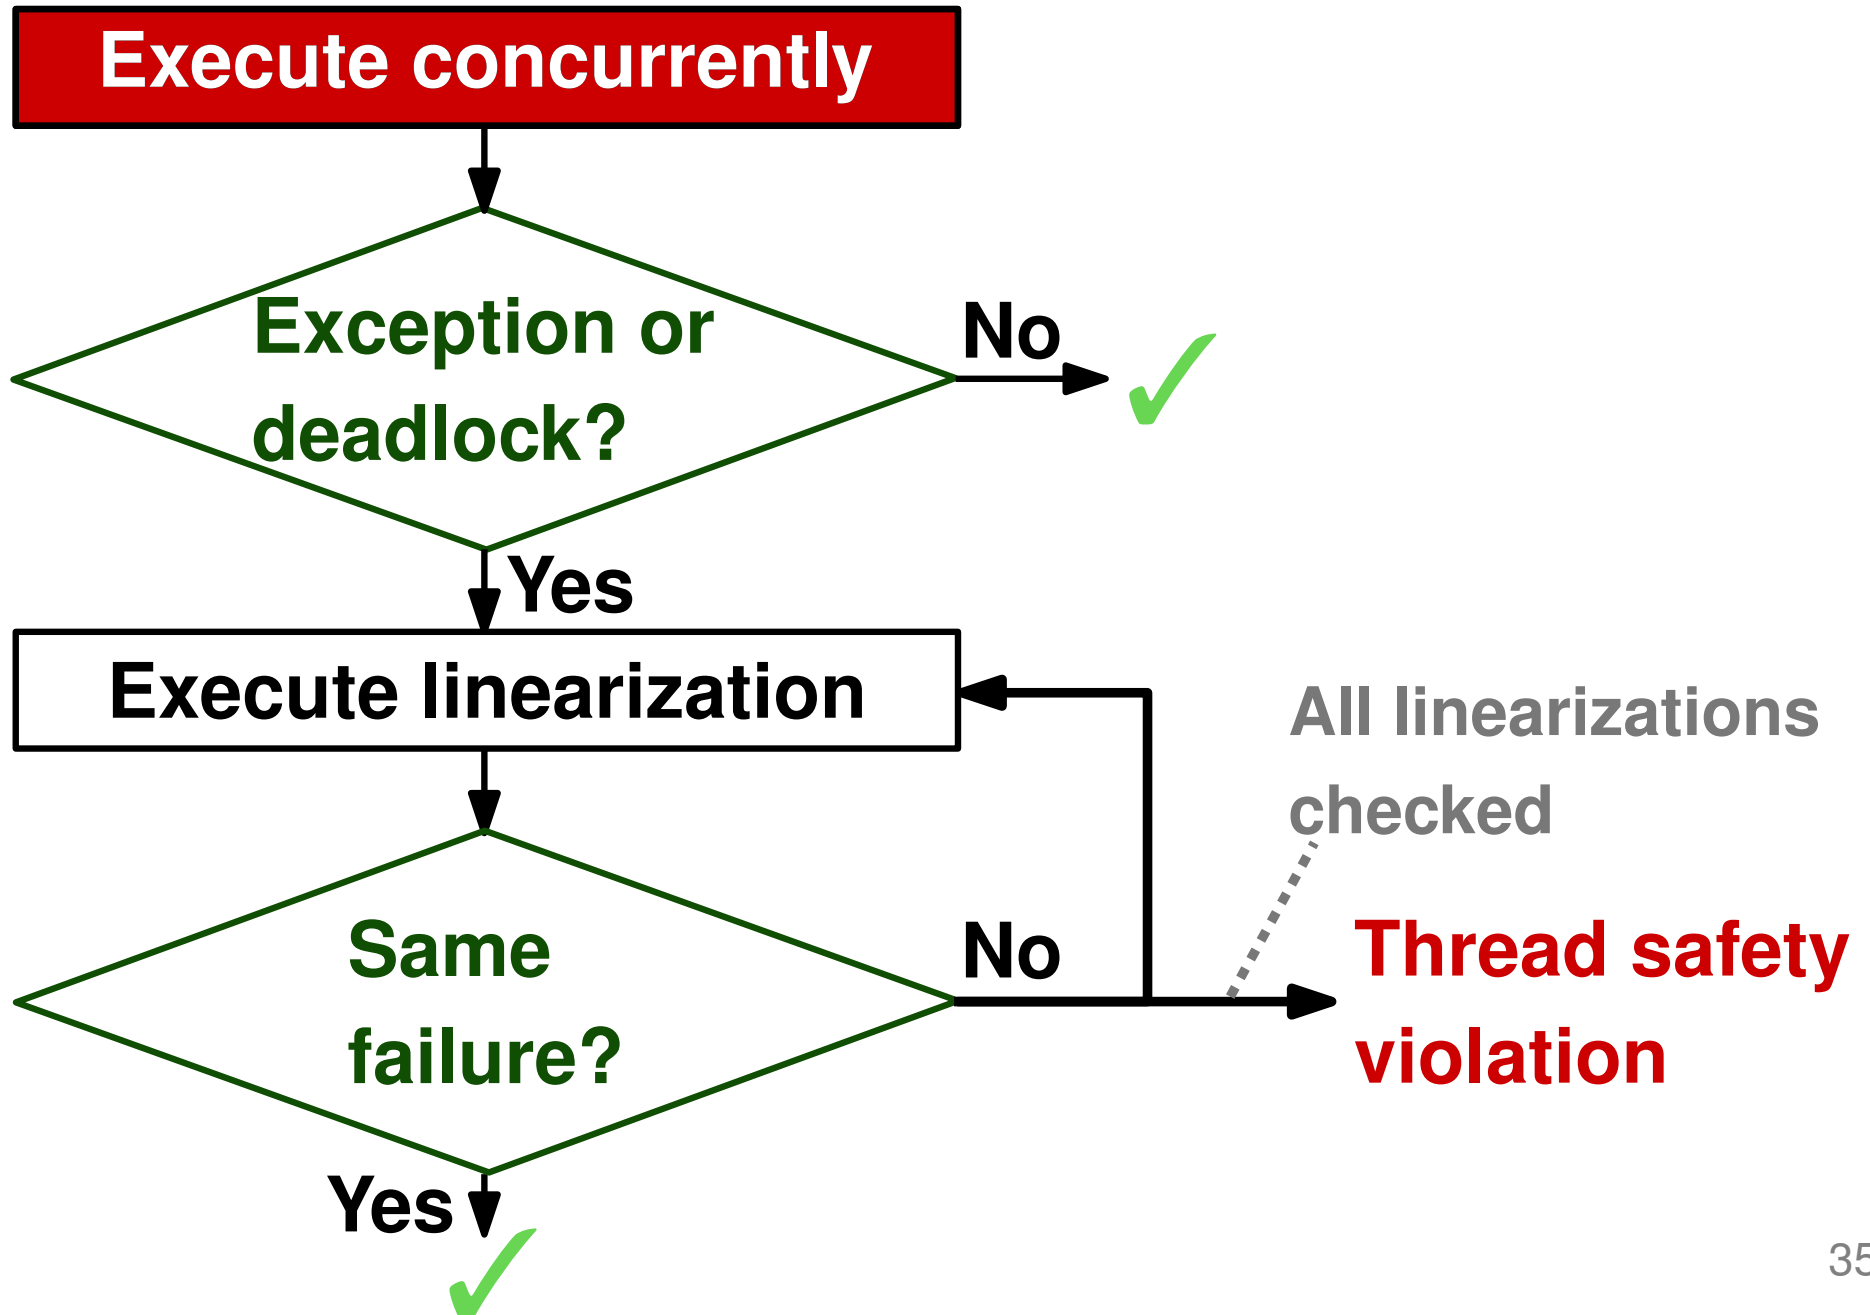 Execute concurrently
Exception or
deadlock?
No
Yes
Execute linearization
All linearizations
checked
Same
failure?
No
Thread safety
violation
Yes
35